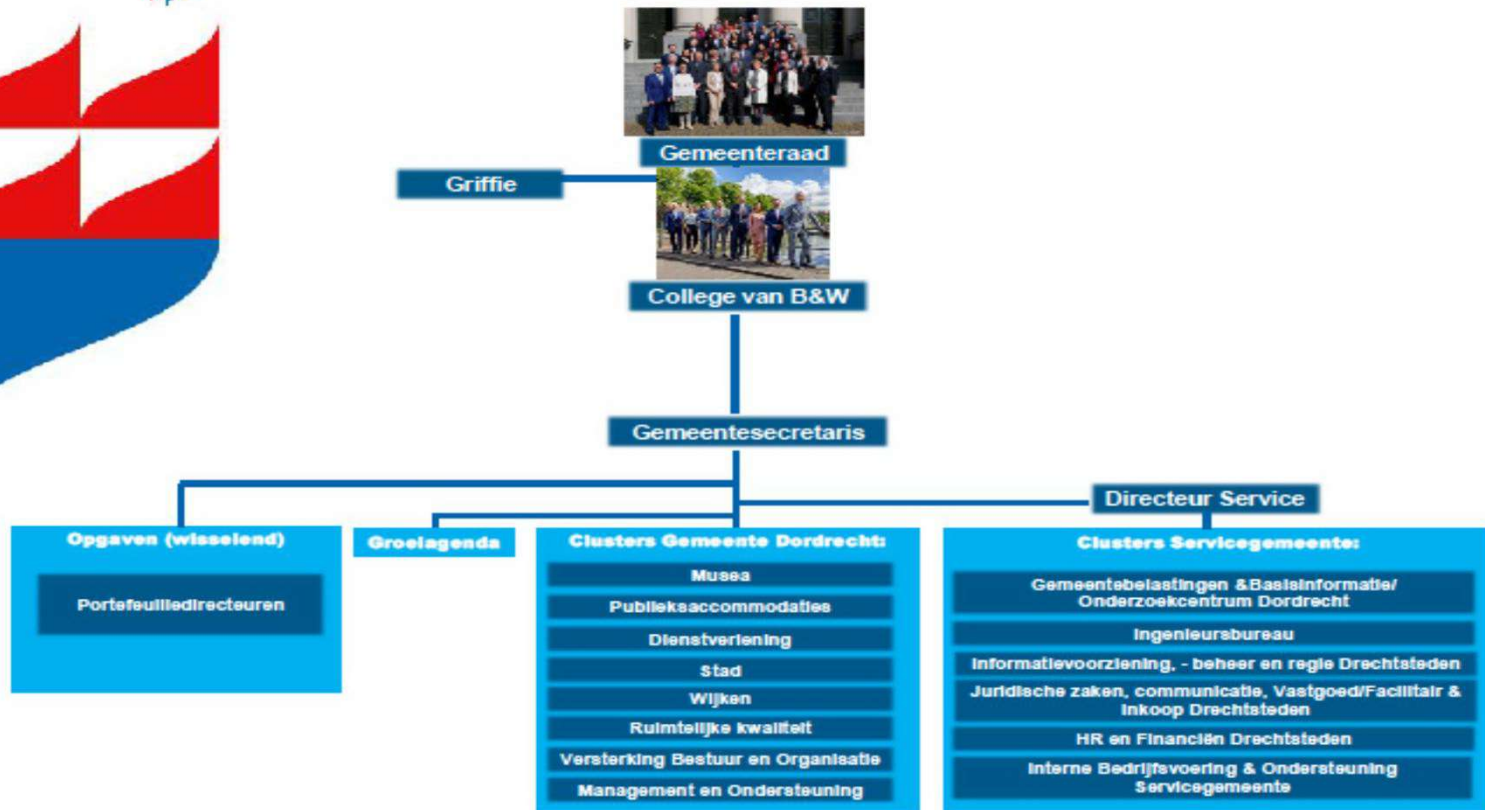 Gemeenteraad
Griffie
College van B&W
Gemeentesecretaris
Directeur Service
Opgaven (wisselend)
Portefeuilledirecteuren
Groeiagenda
Clusters Gemeente Dordrecht:
Musea
Publieksaccommodaties
Dienstverlening
Stad
Wijken
Ruimtelijke kwaliteit
Versterking Bestuur en Organisatie
Management en Ondersteuning
Clusters Servicegemeente:
Gemeentebelastingen &Basisinformatie/
Onderzoekcentrum Dordrecht
Ingenieursbureau
Informatievoorziening, - beheer en regie Drechtsteden
Juridische zaken, communicatie, Vastgoed/Facilitair &
Inkoop Drechtsteden
HR en Financiën Drechtsteden
Interne Bedrijfsvoering & Ondersteuning
Servicegemeente